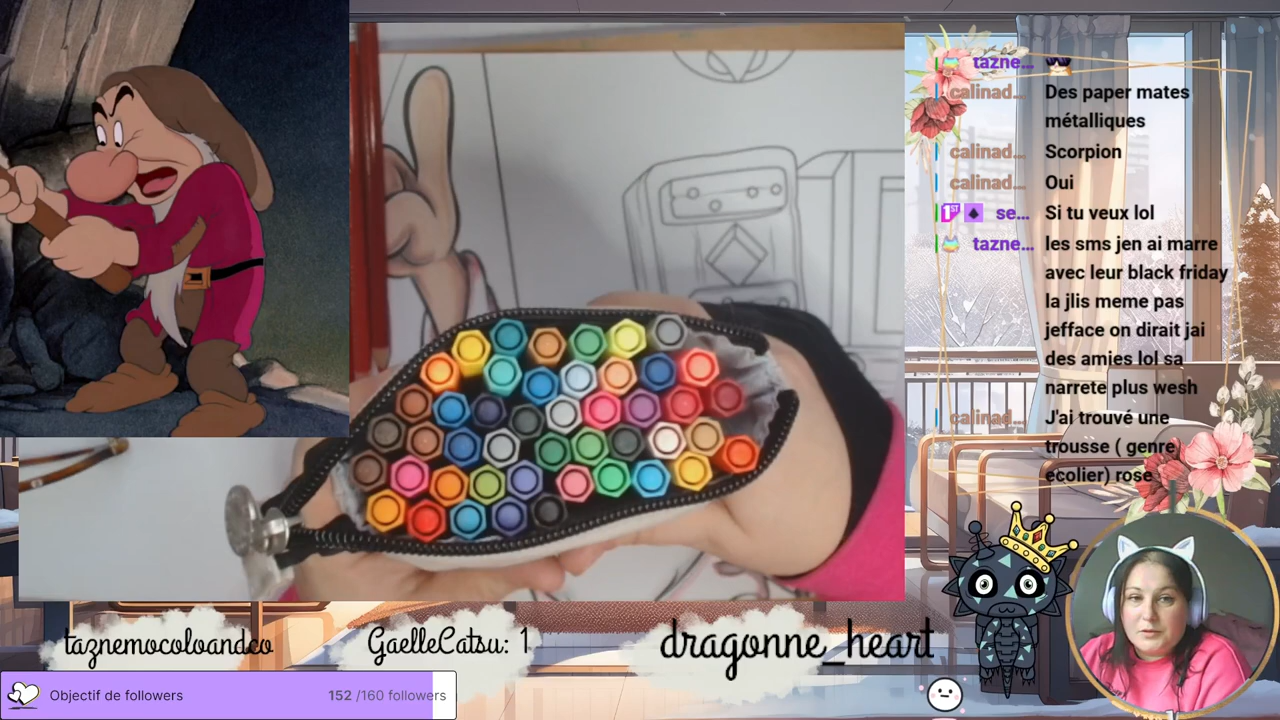 tazne...
calinad... Des paper mates
métalliques
calinad... Scorpion
calinad... Oui
1ST se... Si tu veux lol
tazne... les sms jen ai marre
avec leur black friday
la jlis meme pas
jefface on dirait jai
des amies lol sa
narrete plus wesh
calinad... J'ai trouvé une
trousse ( genre
ecolier) rose
taznemocoloandco
GaelleCatsu: 1
dragonne_heart
Objectif de followers
152 /160 followers